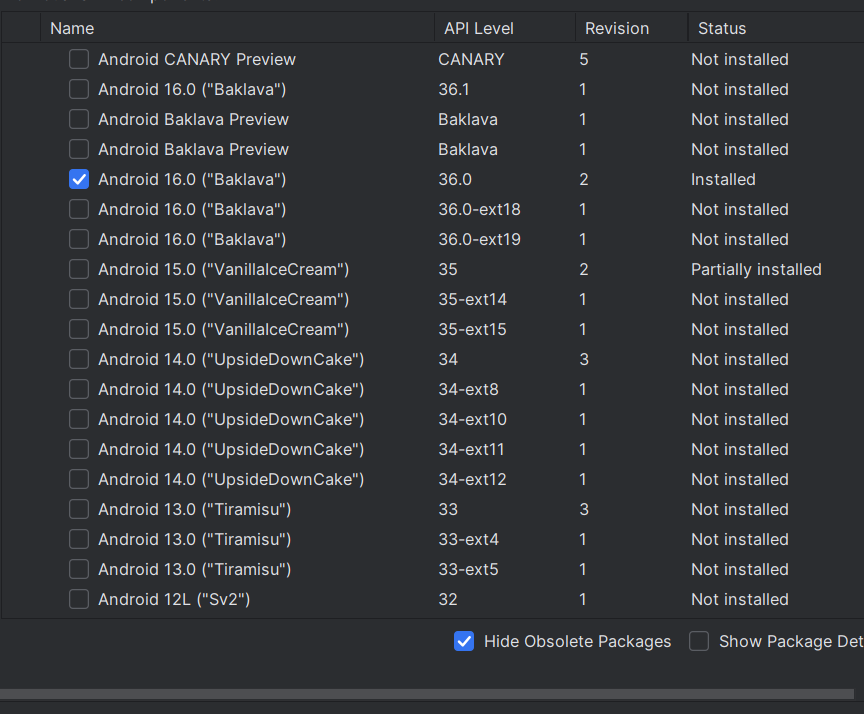 Name API Level Revision Status
Android CANARY Preview CANARY 5 Not installed
Android 16.0 ("Baklava") 36.1 1 Not installed
Android Baklava Preview Baklava 1 Not installed
Android Baklava Preview Baklava 1 Not installed
Android 16.0 ("Baklava") 36.0 2 Installed
Android 16.0 ("Baklava") 36.0-ext18 1 Not installed
Android 16.0 ("Baklava") 36.0-ext19 1 Not installed
Android 15.0 ("VanillaIceCream") 35 2 Partially installed
Android 15.0 ("VanillaIceCream") 35-ext14 1 Not installed
Android 15.0 ("VanillaIceCream") 35-ext15 1 Not installed
Android 14.0 ("UpsideDownCake") 34 3 Not installed
Android 14.0 ("UpsideDownCake") 34-ext8 1 Not installed
Android 14.0 ("UpsideDownCake") 34-ext10 1 Not installed
Android 14.0 ("UpsideDownCake") 34-ext11 1 Not installed
Android 14.0 ("UpsideDownCake") 34-ext12 1 Not installed
Android 13.0 ("Tiramisu") 33 3 Not installed
Android 13.0 ("Tiramisu") 33-ext4 1 Not installed
Android 13.0 ("Tiramisu") 33-ext5 1 Not installed
Android 12L ("Sv2") 32 1 Not installed
Hide Obsolete Packages Show Package Det